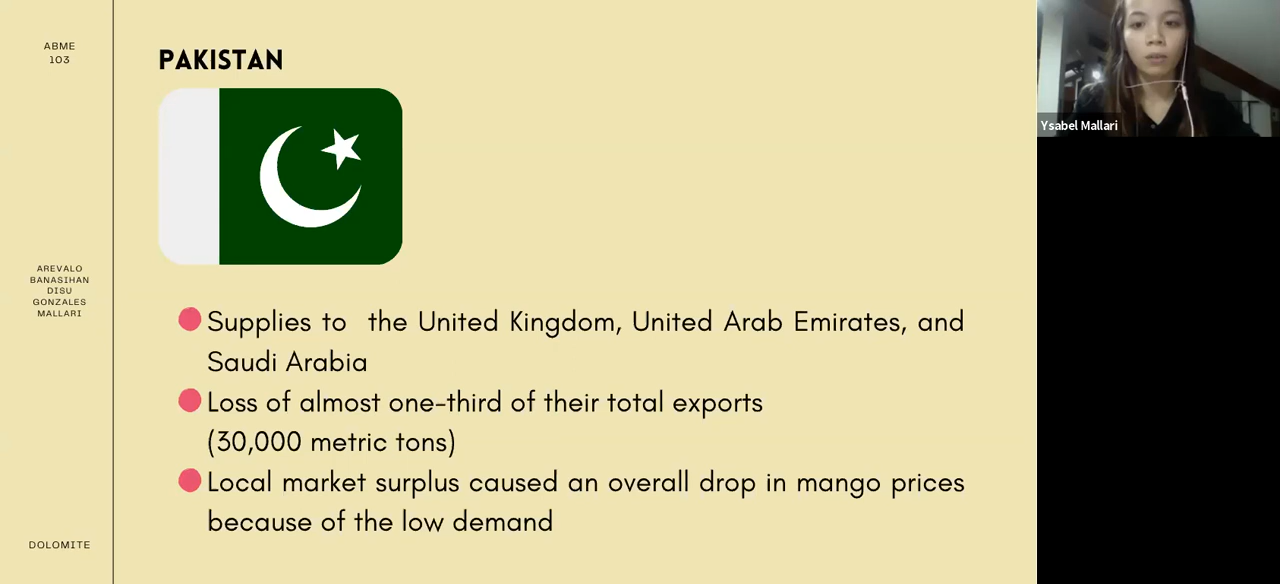 ABME
103
PAKISTAN
AREVALO
BANASIHAN
DISU
GONZALES
MALLARI
Supplies to the United Kingdom, United Arab Emirates, and
Saudi Arabia
Loss of almost one-third of their total exports
(30,000 metric tons)
Local market surplus caused an overall drop in mango prices
because of the low demand
DOLOMITE
Ysabel Mallari